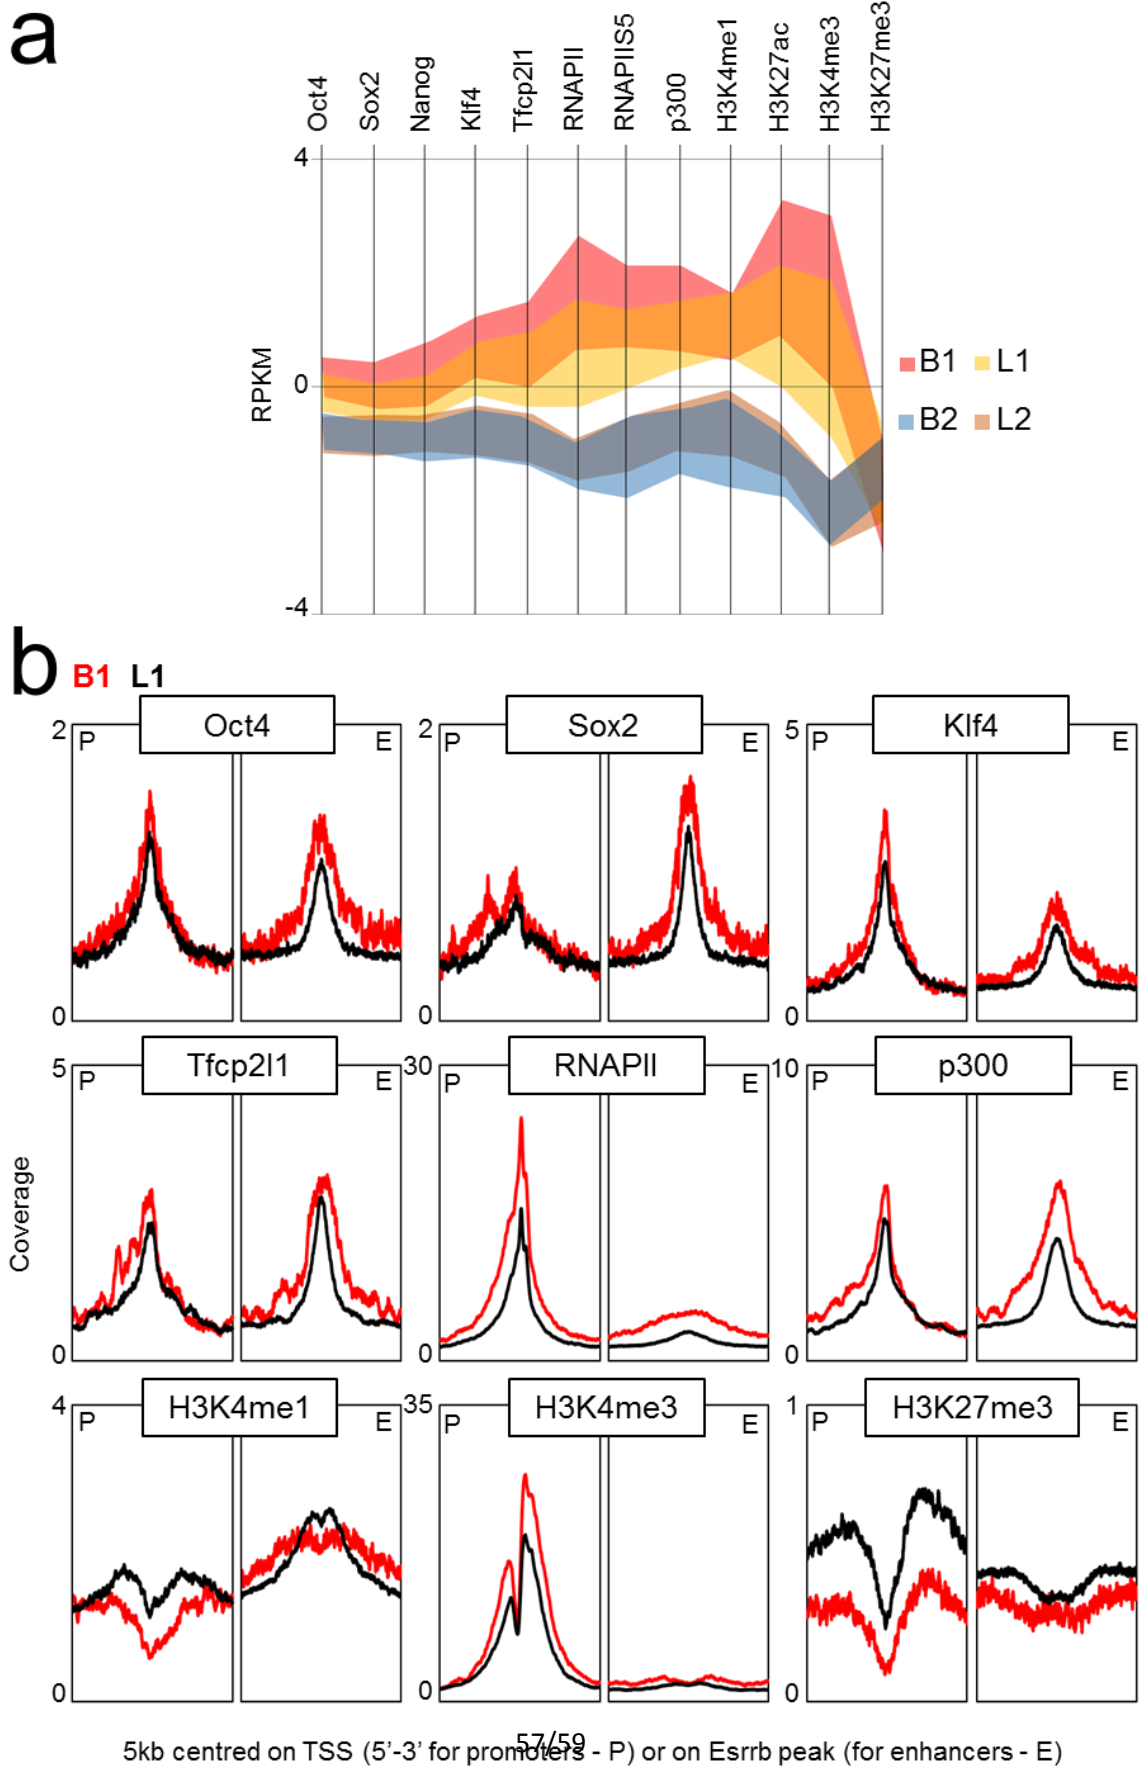 a
Oct4
Sox2
Nanog
Klf4
Tfcp2l1
RNAPII
RNAPIIS5
p300
H3K4me1
H3K27ac
H3K4me3
H3K27me3
4
0
-4
RPKM
B1 L1
B2 L2
b
B1 L1
Oct4
2
P E
0
Sox2
2
P E
0
Klf4
5
P E
0
Tfcp2l1
5
P E
0
RNAPII
30
P E
0
p300
10
P E
0
Coverage
H3K4me1
4
P E
0
H3K4me3
35
P E
0
H3K27me3
1
P E
0
57/59
5kb centred on TSS (5'-3' for promoters - P) or on Esrrb peak (for enhancers - E)